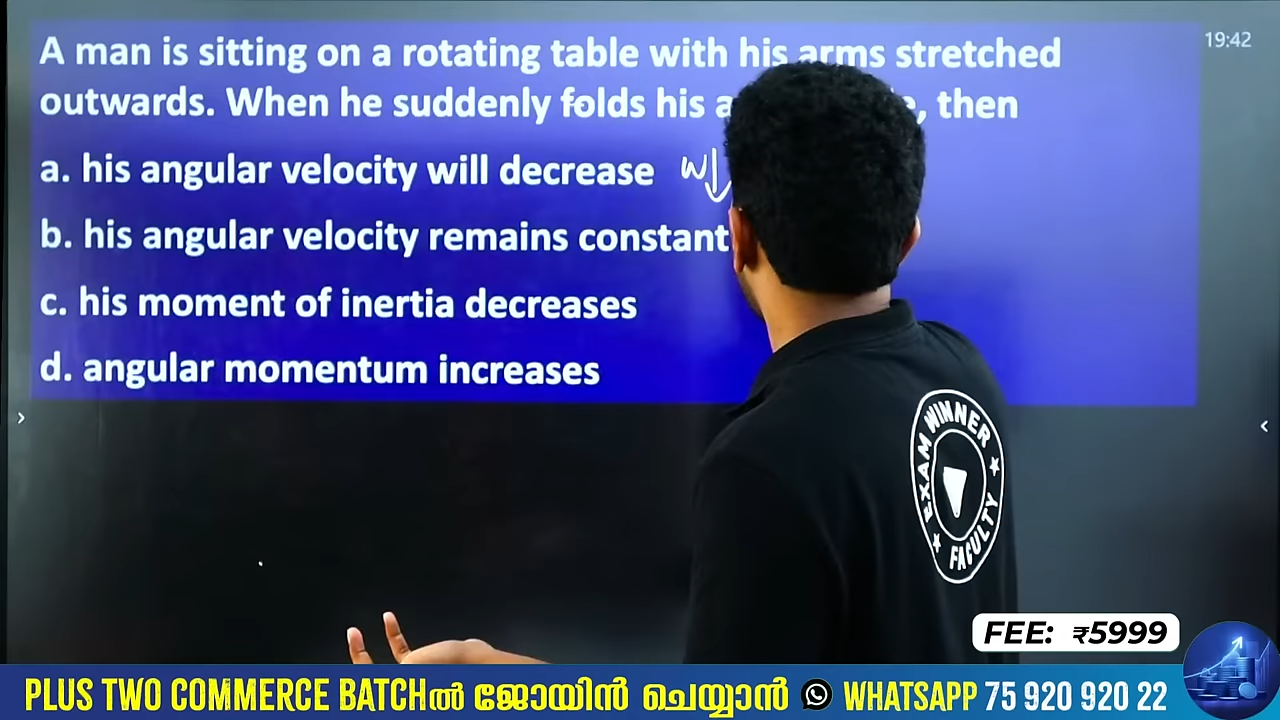 A man is sitting on a rotating table with his arms stretched
19:42
outwards. When he suddenly folds his then
a. his angular velocity will decrease w↓
b. his angular velocity remains constant
c. his moment of inertia decreases
d. angular momentum increases
EXAM WINNER
FACULTY
FEE: ₹5999
PLUS TWO COMMERCE BATCHൽ ജോയിൻ ചെയ്യാൻ WHATSAPP 75 920 920 22